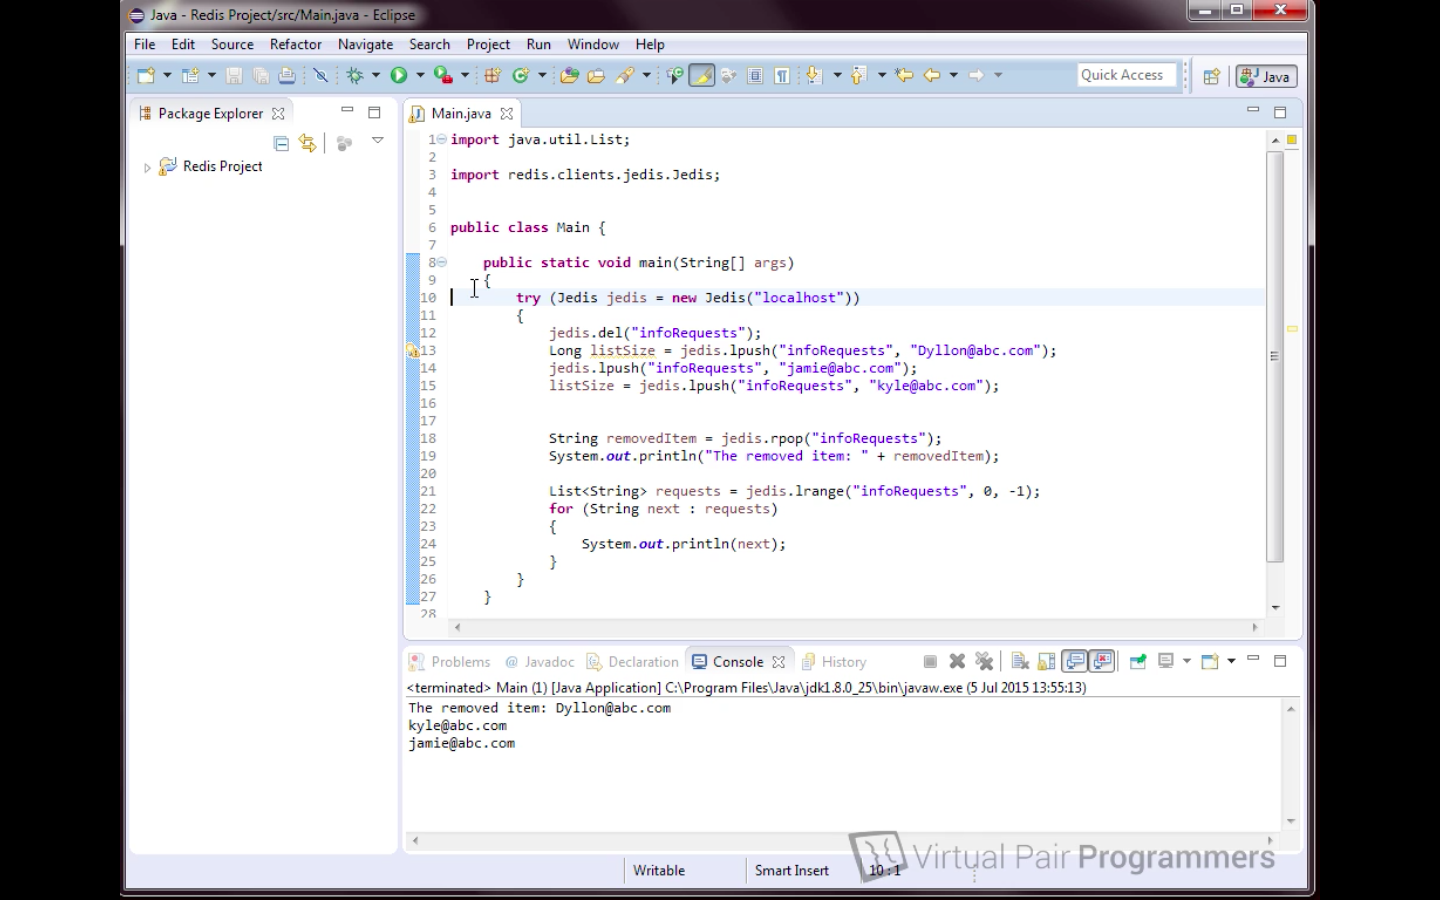 Java - Redis Project/src/Main.java - Eclipse
File Edit Source Refactor Navigate Search Project Run Window Help
Quick Access Java
Package Explorer
Redis Project
Main.java
1 import java.util.List;
2
3 import redis.clients.jedis.Jedis;
4
5
6 public class Main {
7
8 public static void main(String[] args)
9 {
10 try (Jedis jedis = new Jedis("localhost"))
11 {
12 jedis.del("infoRequests");
13 Long listSize = jedis.lpush("infoRequests", "Dyllon@abc.com");
14 jedis.lpush("infoRequests", "jamie@abc.com");
15 listSize = jedis.lpush("infoRequests", "kyle@abc.com");
16
17
18 String removedItem = jedis.rpop("infoRequests");
19 System.out.println("The removed item: " + removedItem);
20
21 List<String> requests = jedis.lrange("infoRequests", 0, -1);
22 for (String next : requests)
23 {
24 System.out.println(next);
25 }
26 }
27 }
28
Problems @ Javadoc Declaration Console History
<terminated> Main (1) [Java Application] C:\Program Files\Java\jdk1.8.0_25\bin\javaw.exe (5 Jul 2015 13:55:13)
The removed item: Dyllon@abc.com
kyle@abc.com
jamie@abc.com
Virtual Pair Programmers
Writable Smart Insert 10:1